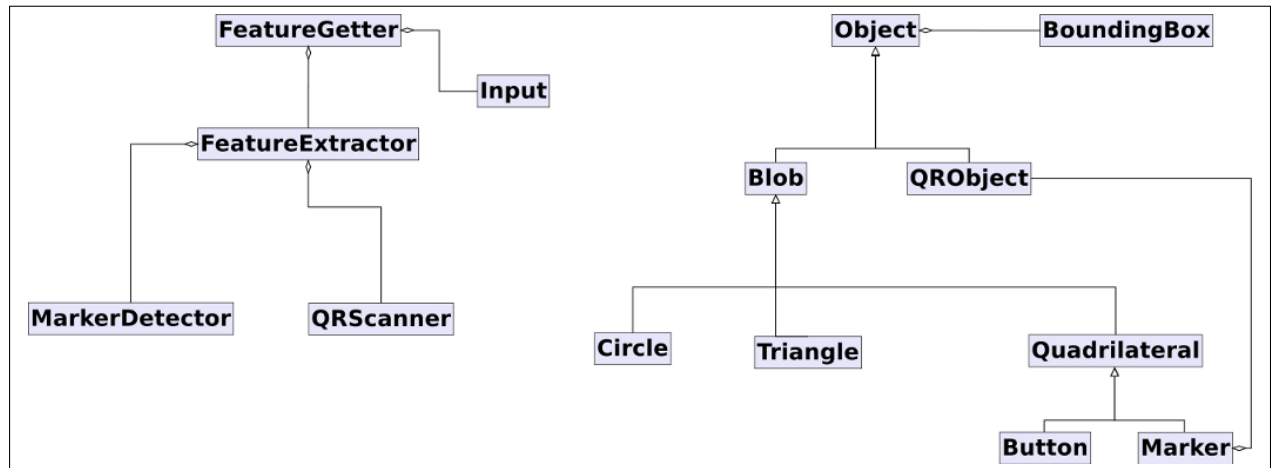 FeatureGetter
Input
FeatureExtractor
MarkerDetector
QRScanner
Object
BoundingBox
Blob
QRObject
Circle
Triangle
Quadrilateral
Button
Marker